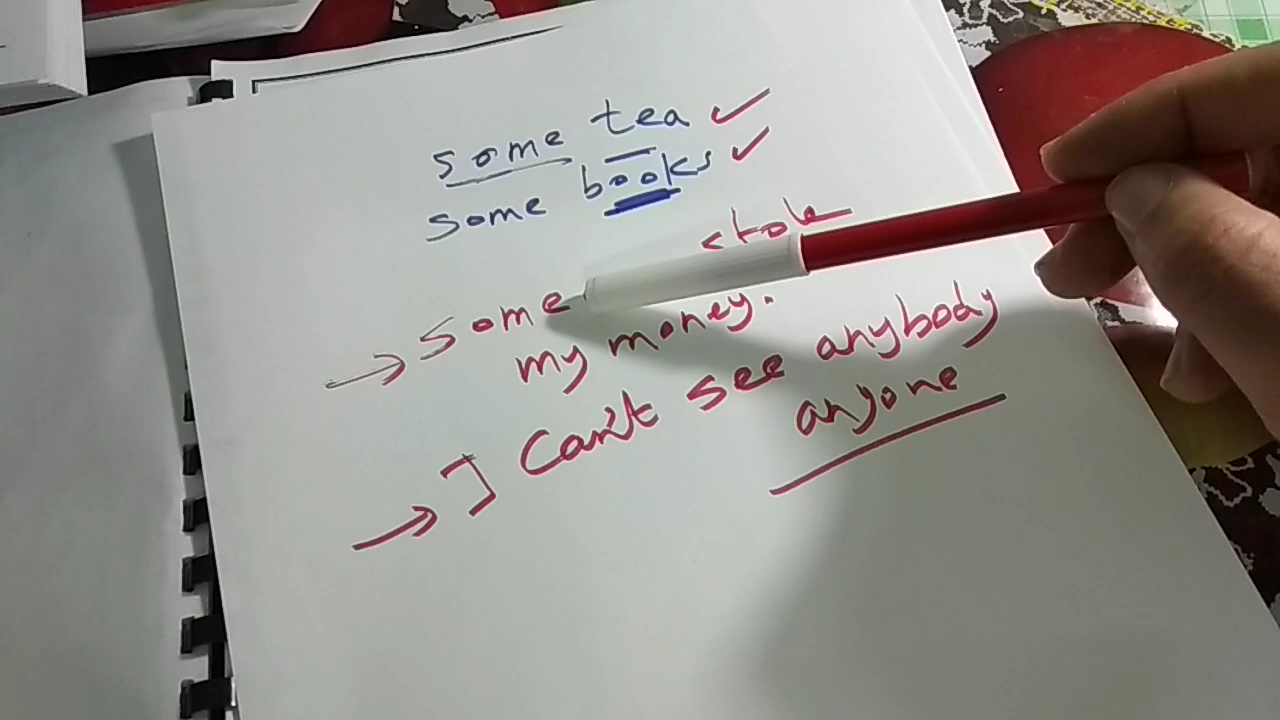 some tea
some books
some stole
my money.
I can't see anybody
anyone